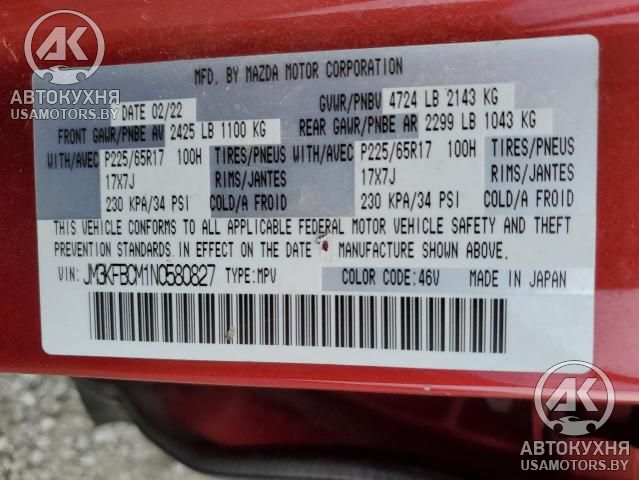 AK
АВТОКУХНЯ
USAMOTORS.BY
MFD. BY MAZDA MOTOR CORPORATION
DATE 02/22
GVWR/PNBV 4724 LB 2143 KG
FRONT GAWR/PNBE AV 2425 LB 1100 KG
REAR GAWR/PNBE AR 2299 LB 1043 KG
WITH/AVEC P225/65R17 100H TIRES/PNEUS
WITH/AVEC P225/65R17 100H TIRES/PNEUS
17X7J RIMS/JANTES
17X7J RIMS/JANTES
230 KPA/34 PSI COLD/A FROID
230 KPA/34 PSI COLD/A FROID
THIS VEHICLE CONFORMS TO ALL APPLICABLE FEDERAL MOTOR VEHICLE SAFETY AND THEFT
PREVENTION STANDARDS IN EFFECT ON THE DATE OF MANUFACTURE SHOWN ABOVE.
VIN: JM3KFBCM1N0580827 TYPE:MPV COLOR CODE:46V MADE IN JAPAN
AK
АВТОКУХНЯ
USAMOTORS.BY